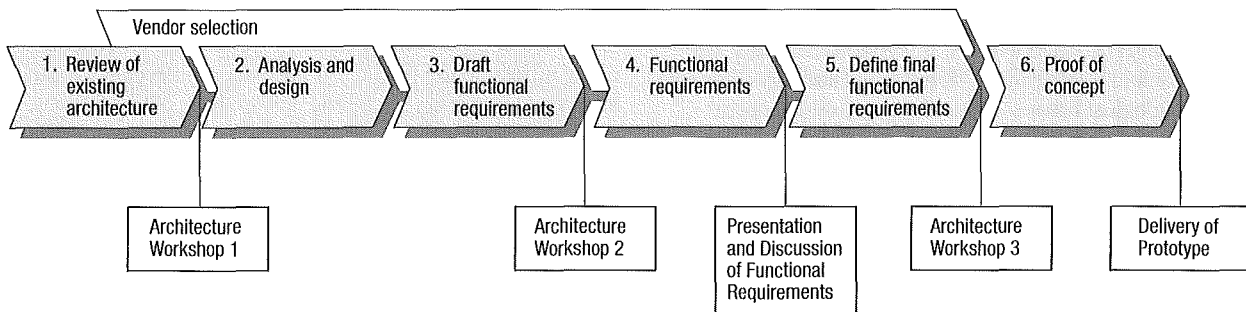 Vendor selection
1. Review of
existing
architecture
2. Analysis and
design
3. Draft
functional
requirements
4. Functional
requirements
5. Define final
functional
requirements
6. Proof of
concept
Architecture
Workshop 1
Architecture
Workshop 2
Presentation
and Discussion
of Functional
Requirements
Architecture
Workshop 3
Delivery of
Prototype